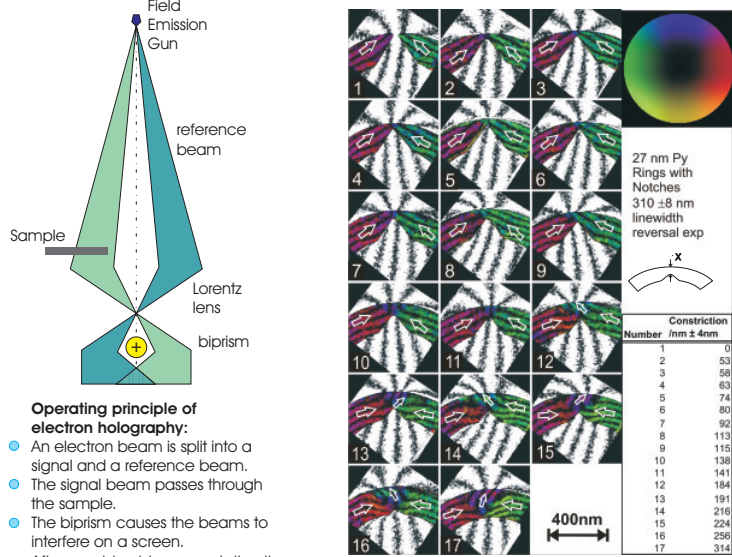 Field
Emission
Gun
reference
beam
Sample
Lorentz
lens
biprism
+
Operating principle of
electron holography:
An electron beam is split into a
signal and a reference beam.
The signal beam passes through
the sample.
The biprism causes the beams to
interfere on a screen.
1
2
3
4
5
6
7
8
9
10
11
12
13
14
15
16
17
400nm
27 nm Py
Rings with
Notches
310 ±8 nm
linewidth
reversal exp
x
Constriction
Number /nm ± 4nm
1 0
2 53
3 58
4 63
5 74
6 80
7 92
8 113
9 115
10 138
11 141
12 184
13 191
14 216
15 224
16 256
17 314